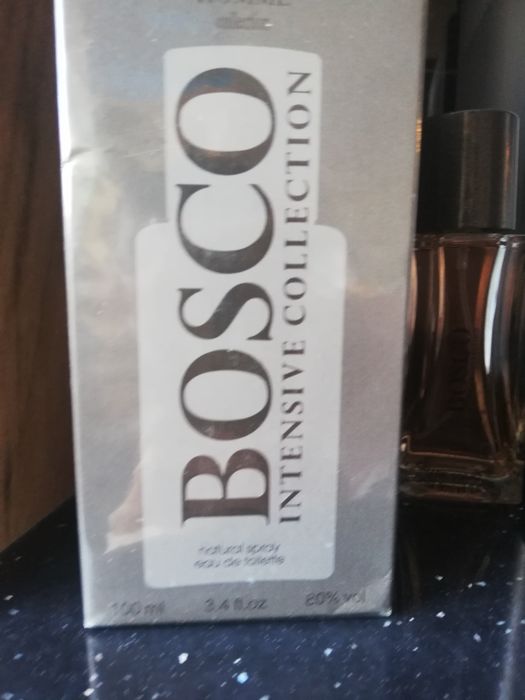 BOSCO
INTENSIVE COLLECTION
natural spray
eau de toilette
100 ml 3.4 fl.oz 80% vol